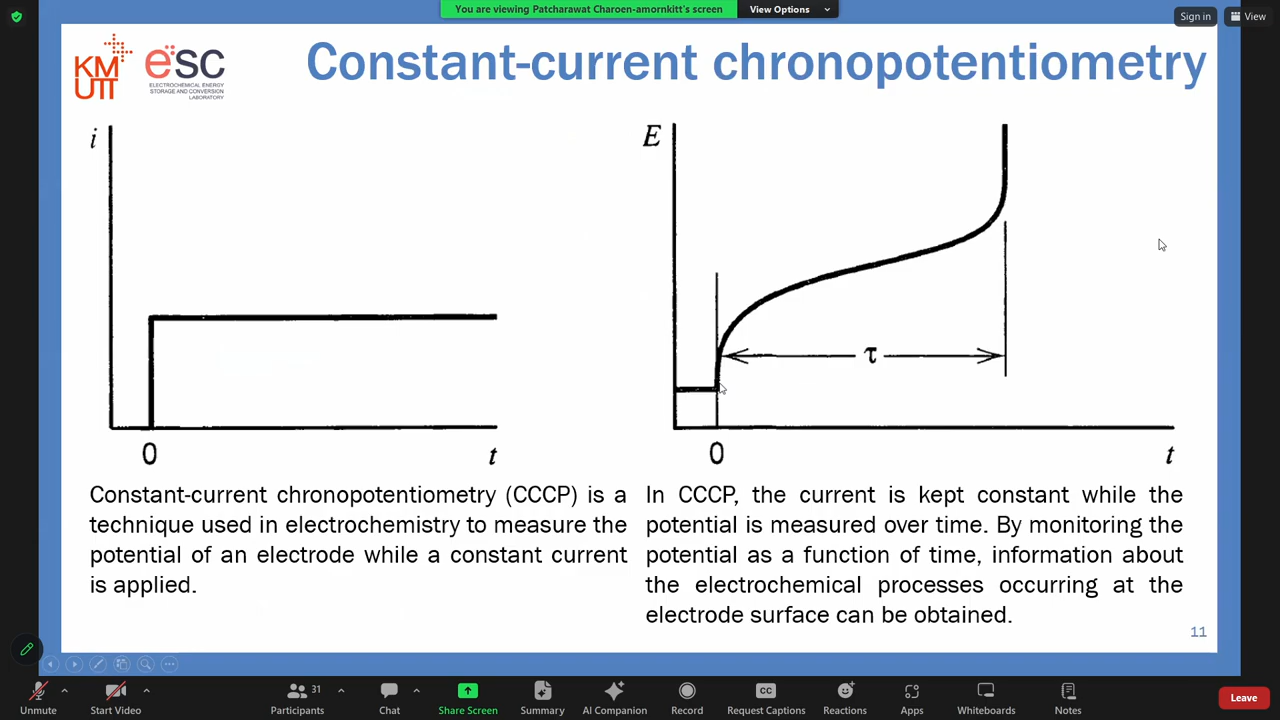 You are viewing Patcharawat Charoen-amornkitt's screen
View Options
Sign in
View
KM
UTT
esc
ELECTROCHEMICAL ENERGY
STORAGE AND CONVERSION
LABORATORY
Constant-current chronopotentiometry
i
0
t
E
τ
0
t
Constant-current chronopotentiometry (CCCP) is a
technique used in electrochemistry to measure the
potential of an electrode while a constant current
is applied.
In CCCP, the current is kept constant while the
potential is measured over time. By monitoring the
potential as a function of time, information about
the electrochemical processes occurring at the
electrode surface can be obtained.
11
Unmute
Start Video
Participants
31
Chat
Share Screen
Summary
AI Companion
Record
CC
Request Captions
Reactions
Apps
Whiteboards
Notes
Leave